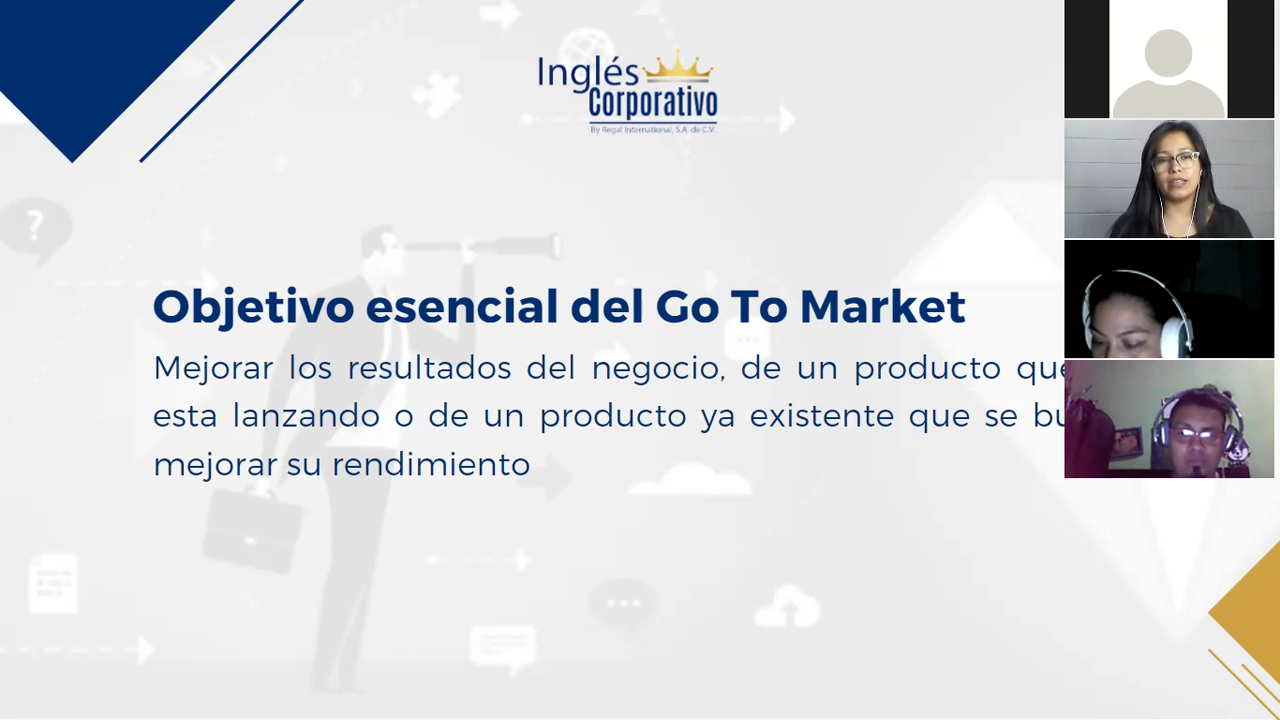 Inglés
Corporativo
By Regal International, S.A. de C.V.
?
Objetivo esencial del Go To Market
Mejorar los resultados del negocio, de un producto que
esta lanzando o de un producto ya existente que se bu
mejorar su rendimiento